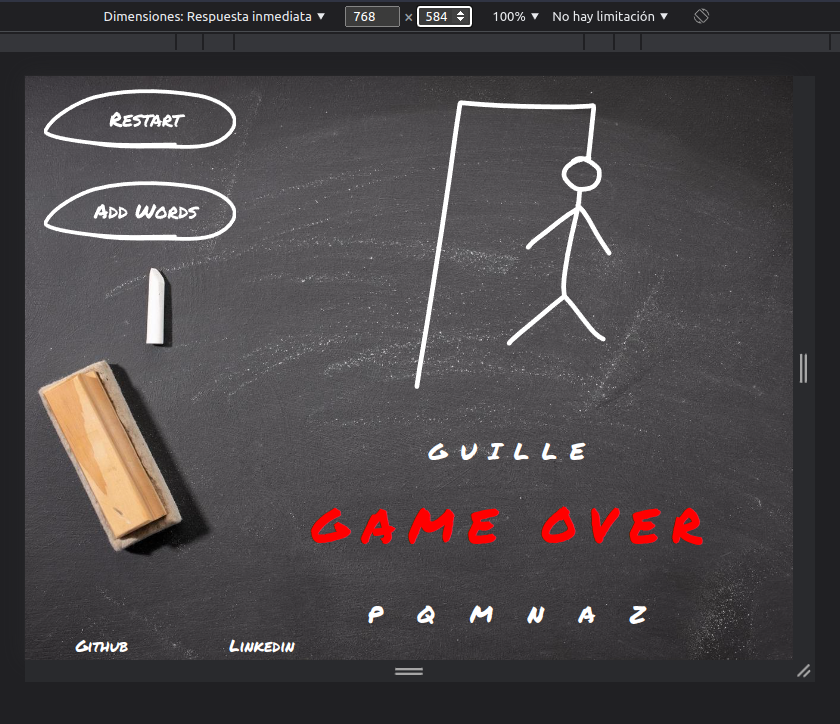 Dimensiones: Respuesta inmediata ▼ 768 × 584 100% ▼ No hay limitación ▼
Restart
Add Words
G U I L L E
GAME OVER
P Q M N A Z
Github Linkedin